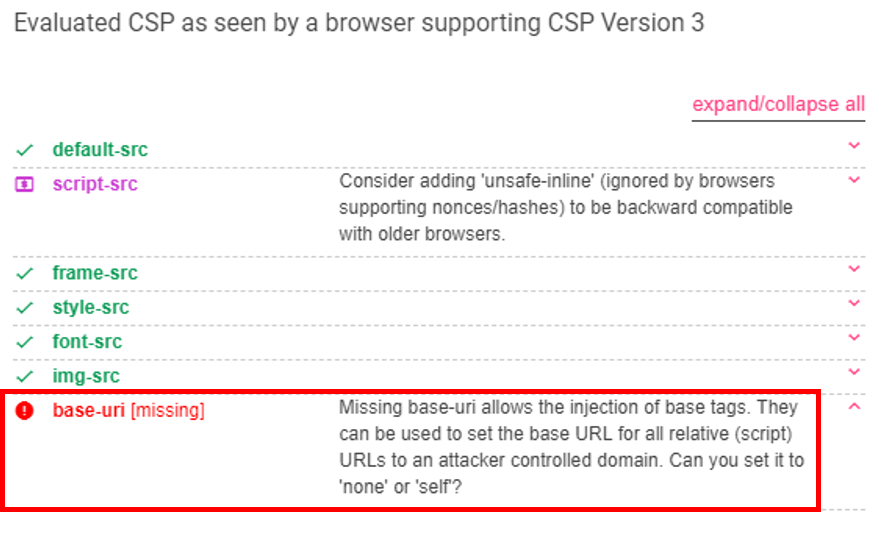 Evaluated CSP as seen by a browser supporting CSP Version 3
expand/collapse all
default-src
script-src
Consider adding 'unsafe-inline' (ignored by browsers
supporting nonces/hashes) to be backward compatible
with older browsers.
frame-src
style-src
font-src
img-src
base-uri [missing]
Missing base-uri allows the injection of base tags. They
can be used to set the base URL for all relative (script)
URLs to an attacker controlled domain. Can you set it to
'none' or 'self'?